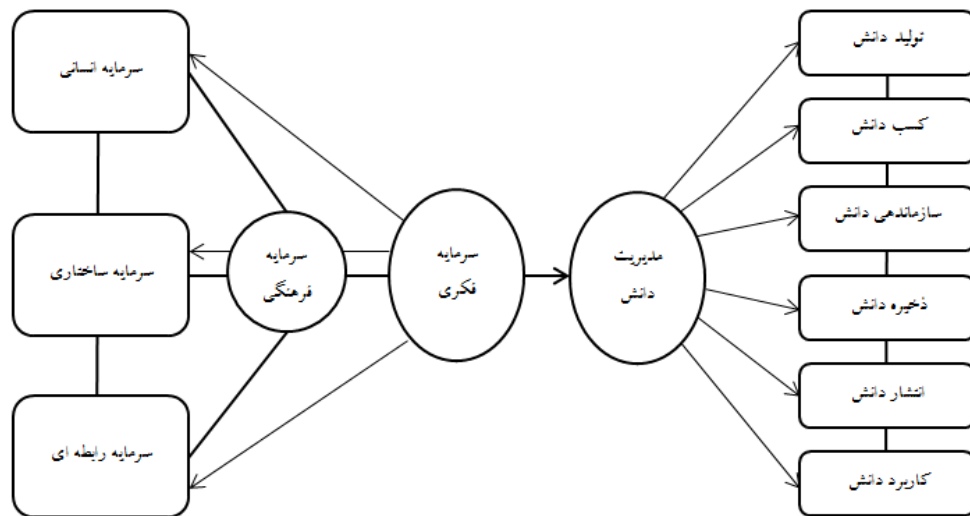 تولید دانش
سرمایه انسانی
کسب دانش
سازماندهی دانش
سرمایه
فکری
مدیریت
دانش
سرمایه
فرهنگی
سرمایه ساختاری
ذخیره دانش
انتشار دانش
سرمایه رابطه ای
کاربرد دانش